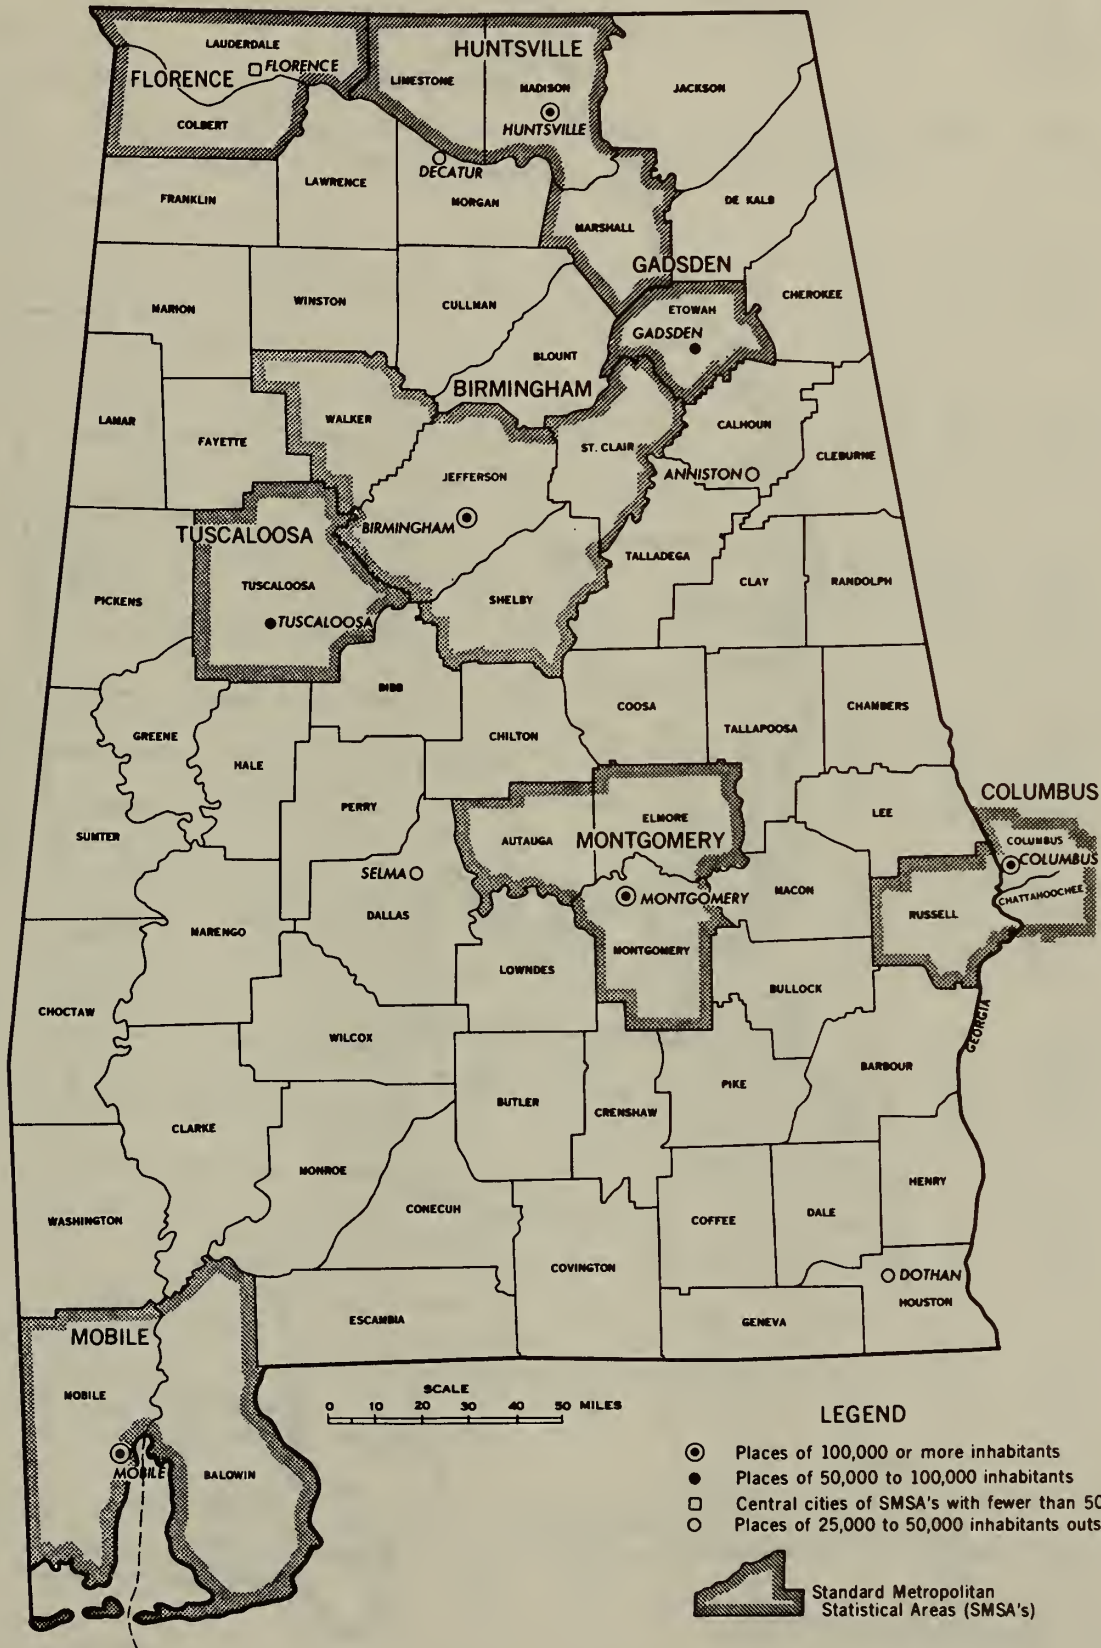 LAUDERDALE
FLORENCE
FLORENCE
COLBERT
HUNTSVILLE
LIMESTONE
MADISON
HUNTSVILLE
JACKSON
FRANKLIN
LAWRENCE
DECATUR
MORGAN
MARSHALL
DE KALB
GADSDEN
ETOWAH
GADSDEN
CHEROKEE
MARION
WINSTON
CULLMAN
BLOUNT
BIRMINGHAM
LAMAR
FAYETTE
WALKER
JEFFERSON
ST. CLAIR
CALHOUN
CLEBURNE
ANNISTON
BIRMINGHAM
TUSCALOOSA
TUSCALOOSA
TUSCALOOSA
PICKENS
SHELBY
TALLADEGA
CLAY
RANDOLPH
BIBB
GREENE
HALE
CHILTON
COOSA
TALLAPOOSA
CHAMBERS
SUMTER
PERRY
AUTAUGA
ELMORE
MONTGOMERY
LEE
COLUMBUS
COLUMBUS
COLUMBUS
CHATTAHOOCHEE
SELMA
DALLAS
MONTGOMERY
MONTGOMERY
MACON
RUSSELL
MARENGO
LOWNDES
BULLOCK
CHOCTAW
WILCOX
GEORGIA
BARBOUR
PIKE
BUTLER
CRENSHAW
CLARKE
MONROE
CONECUH
HENRY
DALE
COFFEE
WASHINGTON
COVINGTON
DOTHAN
HOUSTON
ESCAMBIA
GENEVA
MOBILE
MOBILE
MOBILE
BALDWIN
SCALE
0 10 20 30 40 50 MILES
LEGEND
Places of 100,000 or more inhabitants
Places of 50,000 to 100,000 inhabitants
Central cities of SMSA's with fewer than 50
Places of 25,000 to 50,000 inhabitants outs
Standard Metropolitan
Statistical Areas (SMSA's)